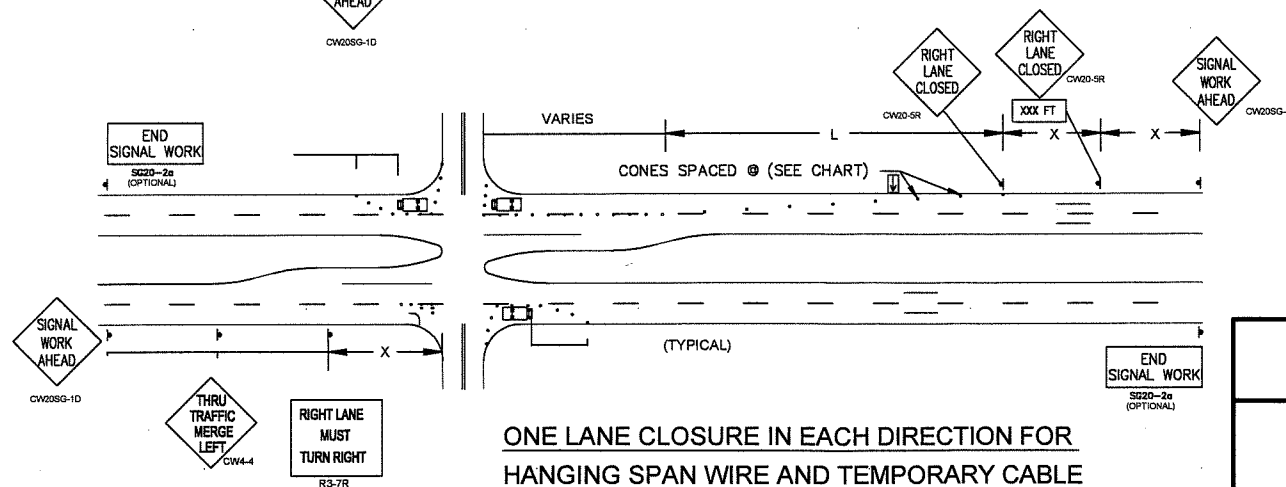 AHEAD
CW20SG-1D
RIGHT
LANE
CLOSED
CW20-5R
RIGHT
LANE
CLOSED
CW20-5R
XXX FT
SIGNAL
WORK
AHEAD
CW20SG-
VARIES
L
X
X
END
SIGNAL WORK
SG20-2a
(OPTIONAL)
CONES SPACED @ (SEE CHART)
SIGNAL
WORK
AHEAD
CW20SG-1D
X
(TYPICAL)
END
SIGNAL WORK
SG20-2a
(OPTIONAL)
THRU
TRAFFIC
MERGE
LEFT
CW4-4
RIGHT LANE
MUST
TURN RIGHT
R3-7R
ONE LANE CLOSURE IN EACH DIRECTION FOR
HANGING SPAN WIRE AND TEMPORARY CABLE